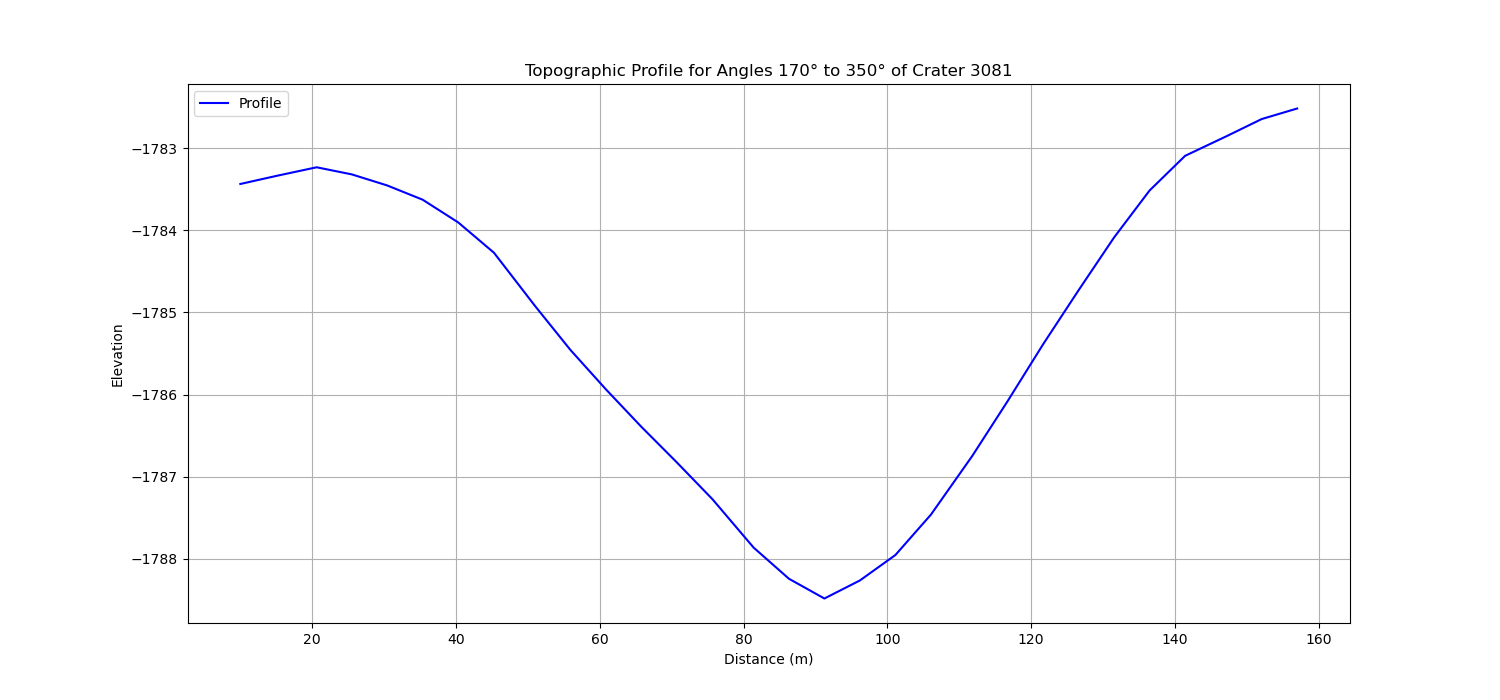 Topographic Profile for Angles 170° to 350° of Crater 3081
Profile
−1783
−1784
−1785
−1786
−1787
−1788
Elevation
20 40 60 80 100 120 140 160
Distance (m)